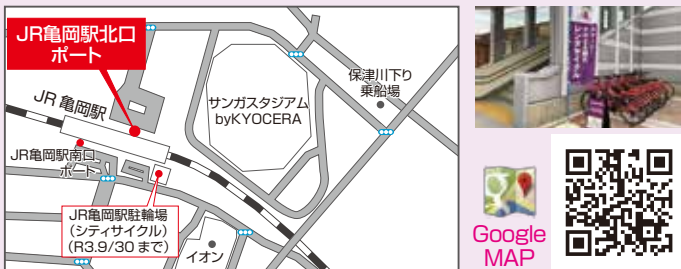 JR亀岡駅北口
ポート
JR亀岡駅
サンガスタジアム
byKYOCERA
保津川下り
乗船場
JR亀岡駅南口
ポート
JR亀岡駅駐輪場
(シティサイクル)
(R3.9/30 まで)
イオン
Google
MAP